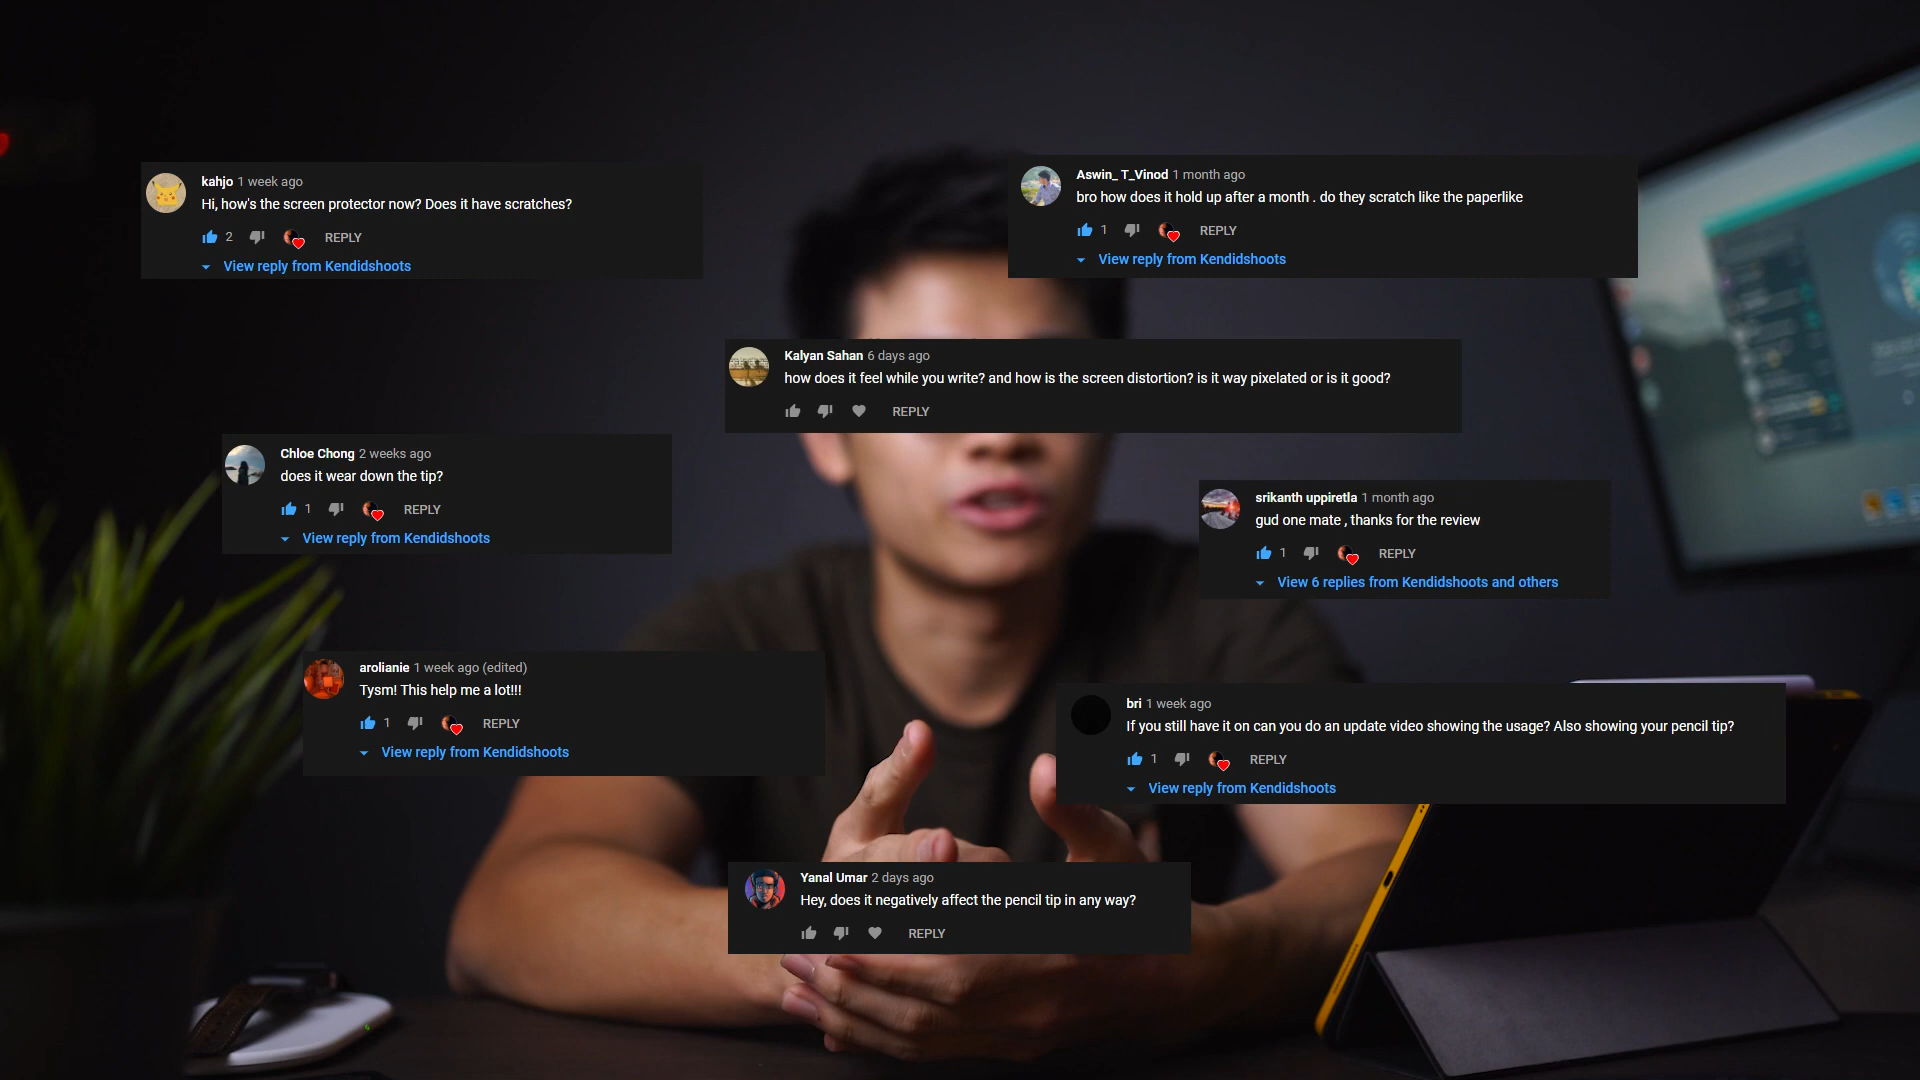 kahjo 1 week ago
Hi, how's the screen protector now? Does it have scratches?
2 REPLY
View reply from Kendidshoots
Aswin_ T_Vinod 1 month ago
bro how does it hold up after a month . do they scratch like the paperlike
1 REPLY
View reply from Kendidshoots
Kalyan Sahan 6 days ago
how does it feel while you write? and how is the screen distortion? is it way pixelated or is it good?
REPLY
Chloe Chong 2 weeks ago
does it wear down the tip?
1 REPLY
View reply from Kendidshoots
srikanth uppiretla 1 month ago
gud one mate , thanks for the review
1 REPLY
View 6 replies from Kendidshoots and others
arolianie 1 week ago (edited)
Tysm! This help me a lot!!!
1 REPLY
View reply from Kendidshoots
bri 1 week ago
If you still have it on can you do an update video showing the usage? Also showing your pencil tip?
1 REPLY
View reply from Kendidshoots
Yanal Umar 2 days ago
Hey, does it negatively affect the pencil tip in any way?
REPLY